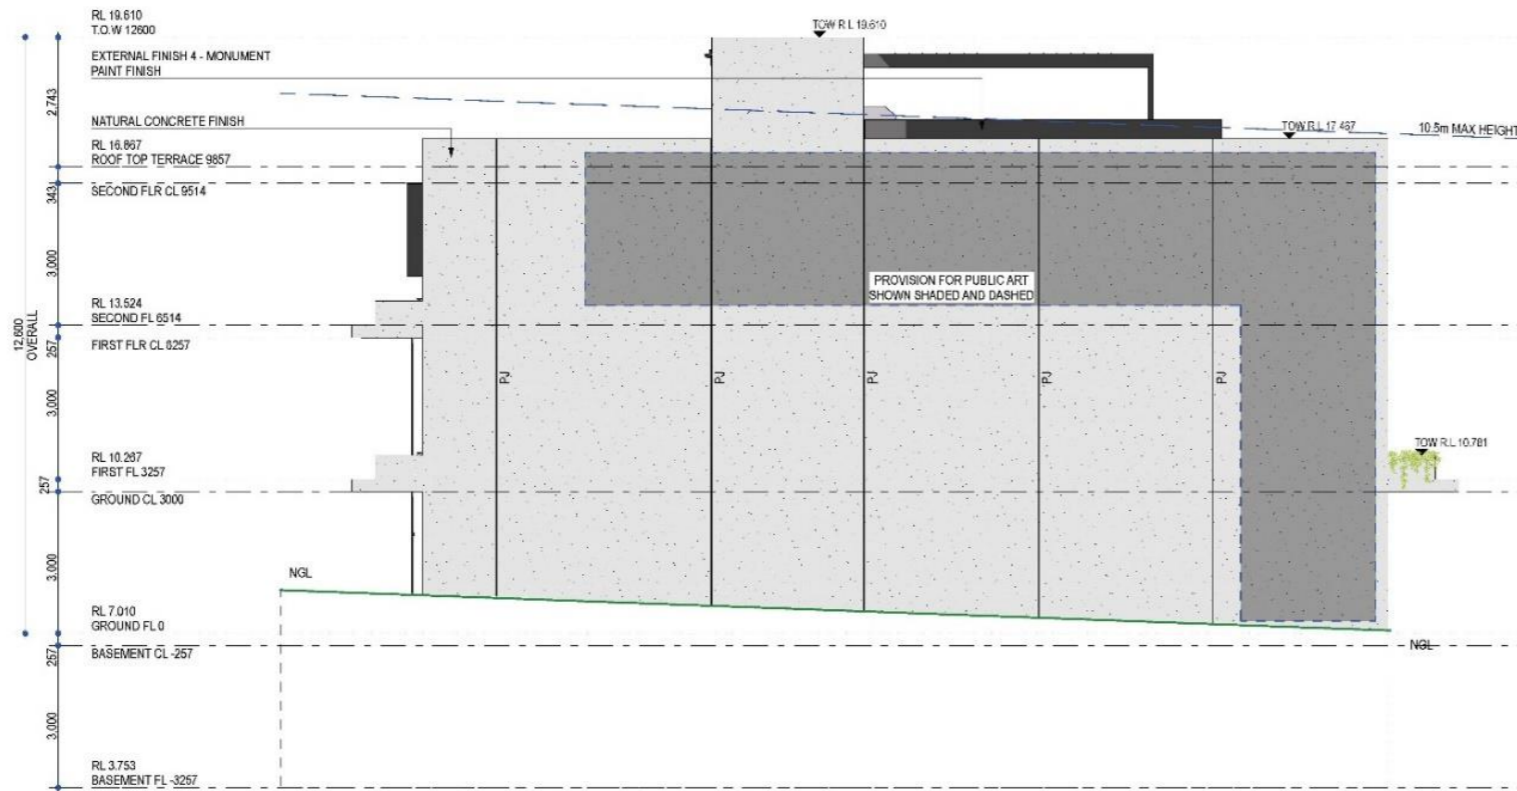 RL 19.610
T.O.W 12600
TOW R.L 19.610
EXTERNAL FINISH 4 - MONUMENT
PAINT FINISH
2,743
NATURAL CONCRETE FINISH
TOW R.L 17.467
10.5m MAX HEIGHT
RL 16.867
ROOF TOP TERRACE 9857
343
SECOND FLR CL 9514
3,000
PROVISION FOR PUBLIC ART
SHOWN SHADED AND DASHED
RL 13.524
SECOND FL 6514
12,600
OVERALL
257
FIRST FLR CL 6257
PJ
PJ
PJ
PJ
PJ
3,000
TOW R.L 10.781
RL 10.267
FIRST FL 3257
257
GROUND CL 3000
3,000
NGL
RL 7.010
GROUND FL 0
257
BASEMENT CL -257
NGL
3,000
RL 3.753
BASEMENT FL -3257